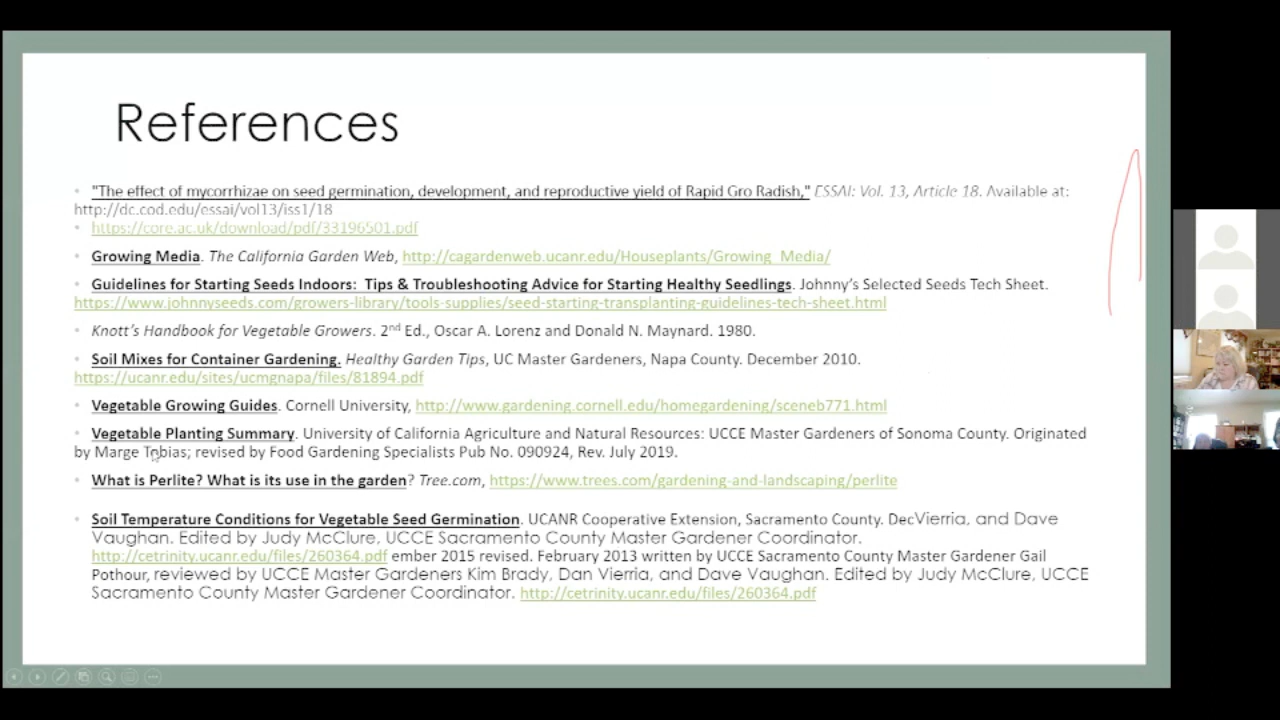 References
• "The effect of mycorrhizae on seed germination, development, and reproductive yield of Rapid Gro Radish," ESSAI: Vol. 13, Article 18. Available at:
http://dc.cod.edu/essai/vol13/iss1/18
• https://core.ac.uk/download/pdf/33196501.pdf
• Growing Media. The California Garden Web, http://cagardenweb.ucanr.edu/Houseplants/Growing_Media/
• Guidelines for Starting Seeds Indoors: Tips & Troubleshooting Advice for Starting Healthy Seedlings. Johnny's Selected Seeds Tech Sheet.
https://www.johnnyseeds.com/growers-library/tools-supplies/seed-starting-transplanting-guidelines-tech-sheet.html
• Knott's Handbook for Vegetable Growers. 2nd Ed., Oscar A. Lorenz and Donald N. Maynard. 1980.
• Soil Mixes for Container Gardening. Healthy Garden Tips, UC Master Gardeners, Napa County. December 2010.
https://ucanr.edu/sites/ucmgnapa/files/81894.pdf
• Vegetable Growing Guides. Cornell University, http://www.gardening.cornell.edu/homegardening/sceneb771.html
• Vegetable Planting Summary. University of California Agriculture and Natural Resources: UCCE Master Gardeners of Sonoma County. Originated
by Marge Tobias; revised by Food Gardening Specialists Pub No. 090924, Rev. July 2019.
• What is Perlite? What is its use in the garden? Tree.com, https://www.trees.com/gardening-and-landscaping/perlite
• Soil Temperature Conditions for Vegetable Seed Germination. UCANR Cooperative Extension, Sacramento County. DecVierria, and Dave
Vaughan. Edited by Judy McClure, UCCE Sacramento County Master Gardener Coordinator.
http://cetrinity.ucanr.edu/files/260364.pdf ember 2015 revised. February 2013 written by UCCE Sacramento County Master Gardener Gail
Pothour, reviewed by UCCE Master Gardeners Kim Brady, Dan Vierria, and Dave Vaughan. Edited by Judy McClure, UCCE
Sacramento County Master Gardener Coordinator. http://cetrinity.ucanr.edu/files/260364.pdf